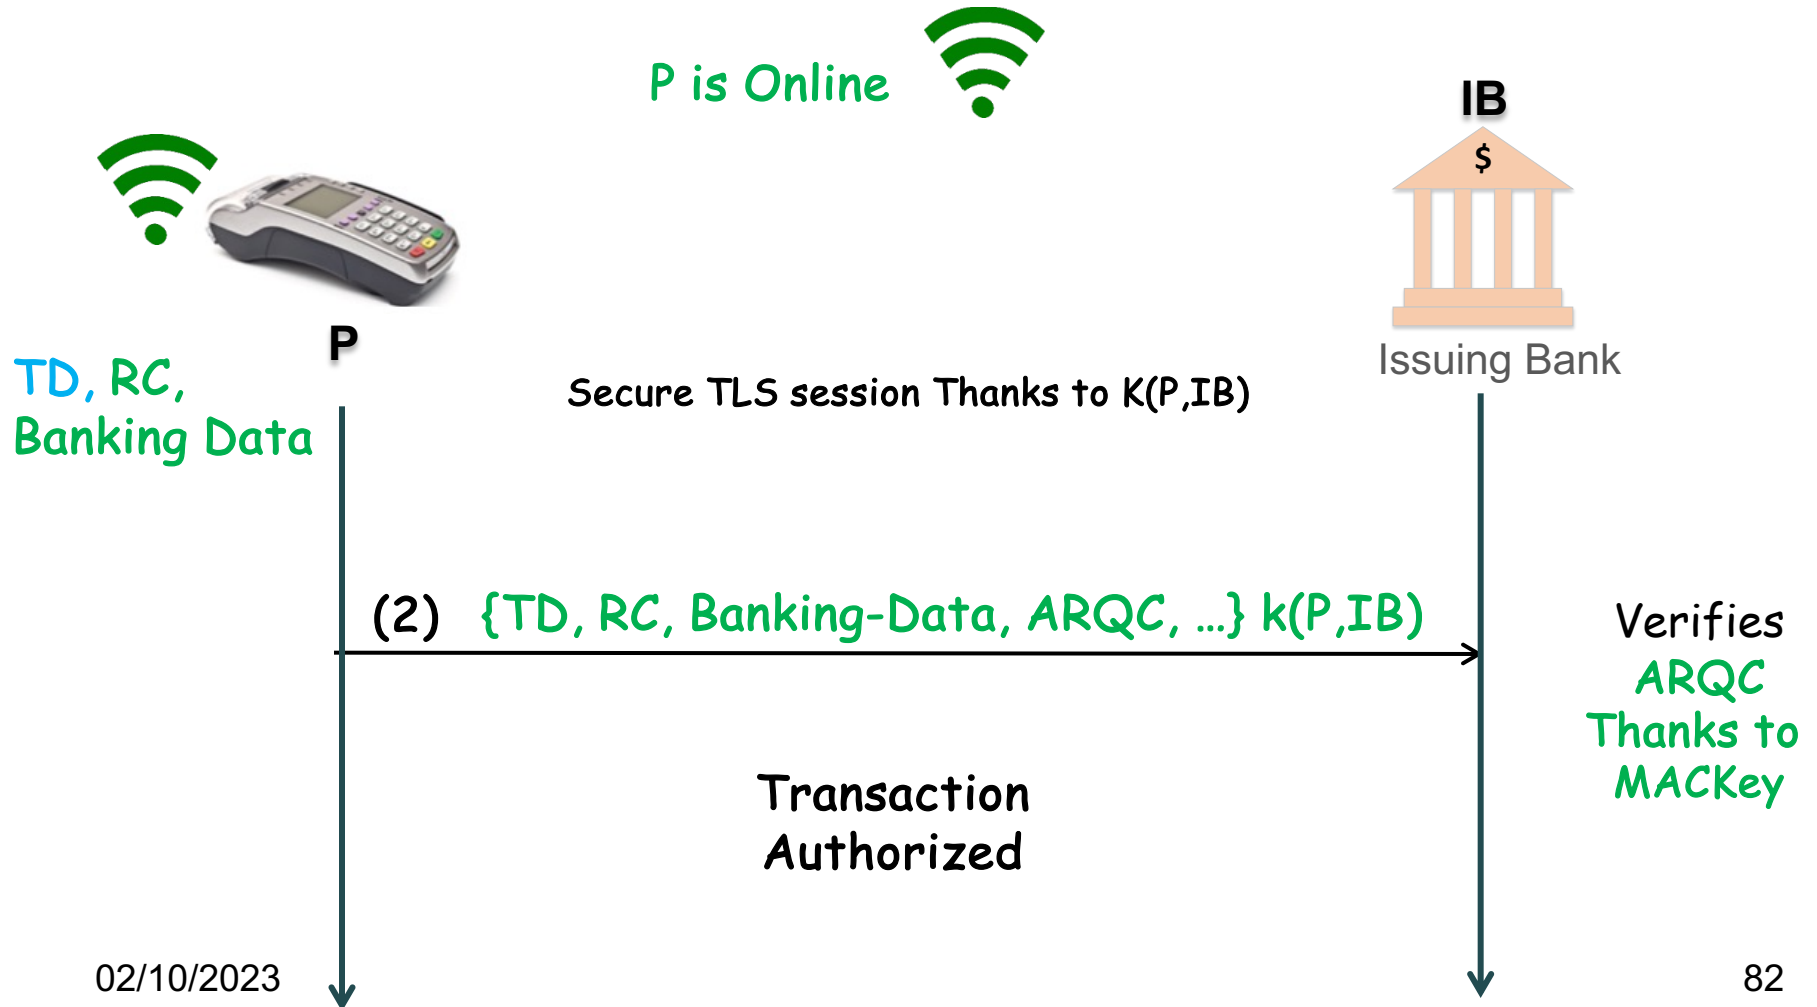 P is Online
IB
$
P
Issuing Bank
TD, RC,
Banking Data
Secure TLS session Thanks to K(P,IB)
(2) {TD, RC, Banking-Data, ARQC, …} k(P,IB)
Verifies
ARQC
Thanks to
MACKey
Transaction
Authorized
02/10/2023
82